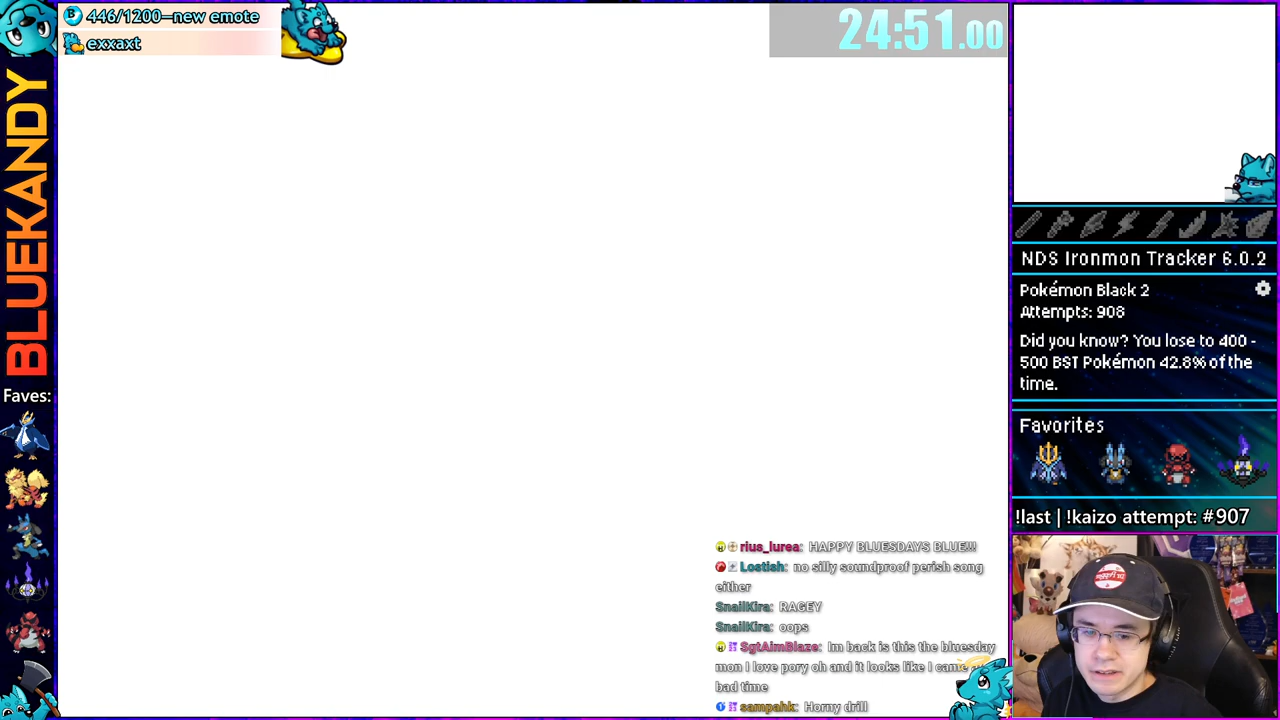 446/1200-new emote
exxaxt
24:51.00
BLUEKANDY
Faves:
NDS Ironmon Tracker 6.0.2
Pokémon Black 2
Attempts: 908
Did you know? You lose to 400 -
500 BST Pokémon 42.8% of the
time.
Favorites
!last | !kaizo attempt: #907
rius_lurea: HAPPY BLUESDAYS BLUE!!!
Lostish: no silly soundproof perish song
either
SnailKira: RAGEY
SnailKira: oops
SgtAimBlaze: Im back is this the bluesday
mon I love pory oh and it looks like I came
bad time
sampahk: Horny drill